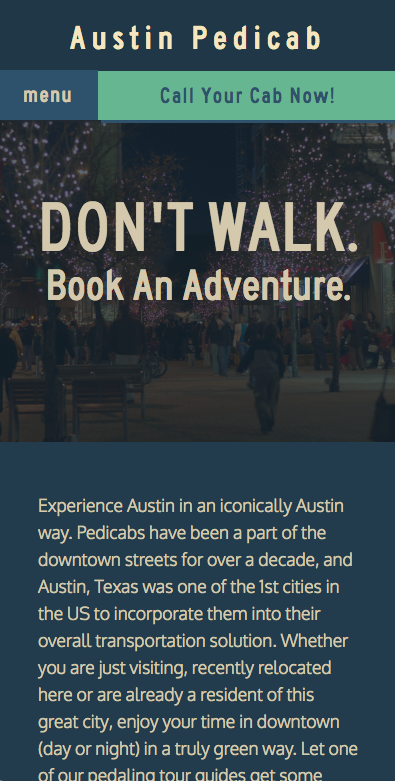 Austin Pedicab
menu
Call Your Cab Now!
DON'T WALK.
Book An Adventure.
Experience Austin in an iconically Austin
way. Pedicabs have been a part of the
downtown streets for over a decade, and
Austin, Texas was one of the 1st cities in
the US to incorporate them into their
overall transportation solution. Whether
you are just visiting, recently relocated
here or are already a resident of this
great city, enjoy your time in downtown
(day or night) in a truly green way. Let one
of our pedaling tour guides get some